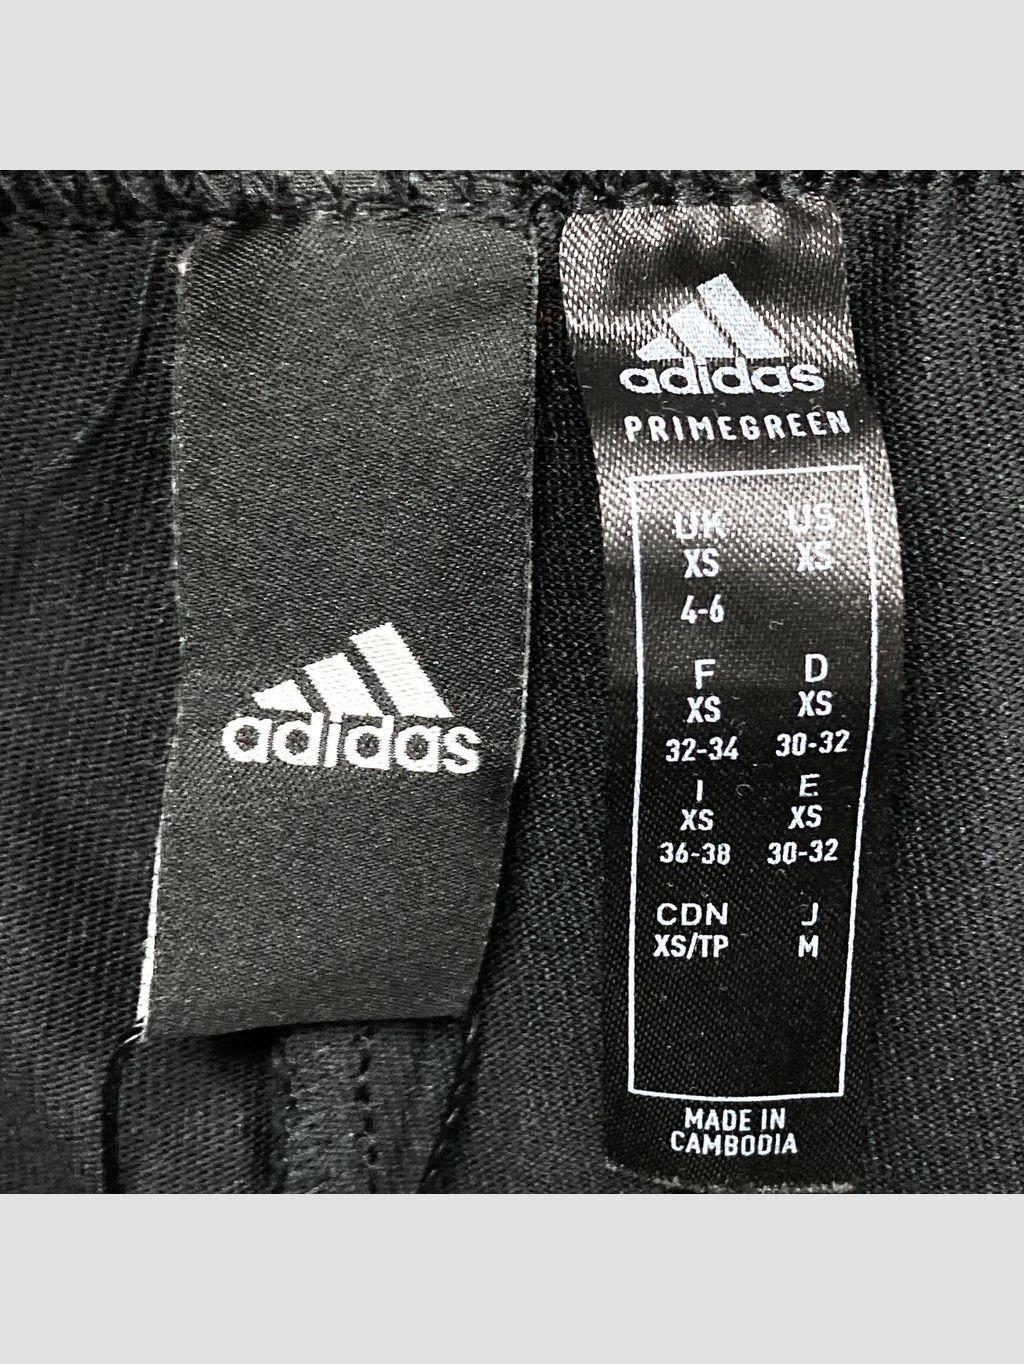 adidas
adidas
PRIMEGREEN
UK US
XS XS
4-6
F D
XS XS
32-34 30-32
I E
XS XS
36-38 30-32
CDN J
XS/TP M
MADE IN
CAMBODIA